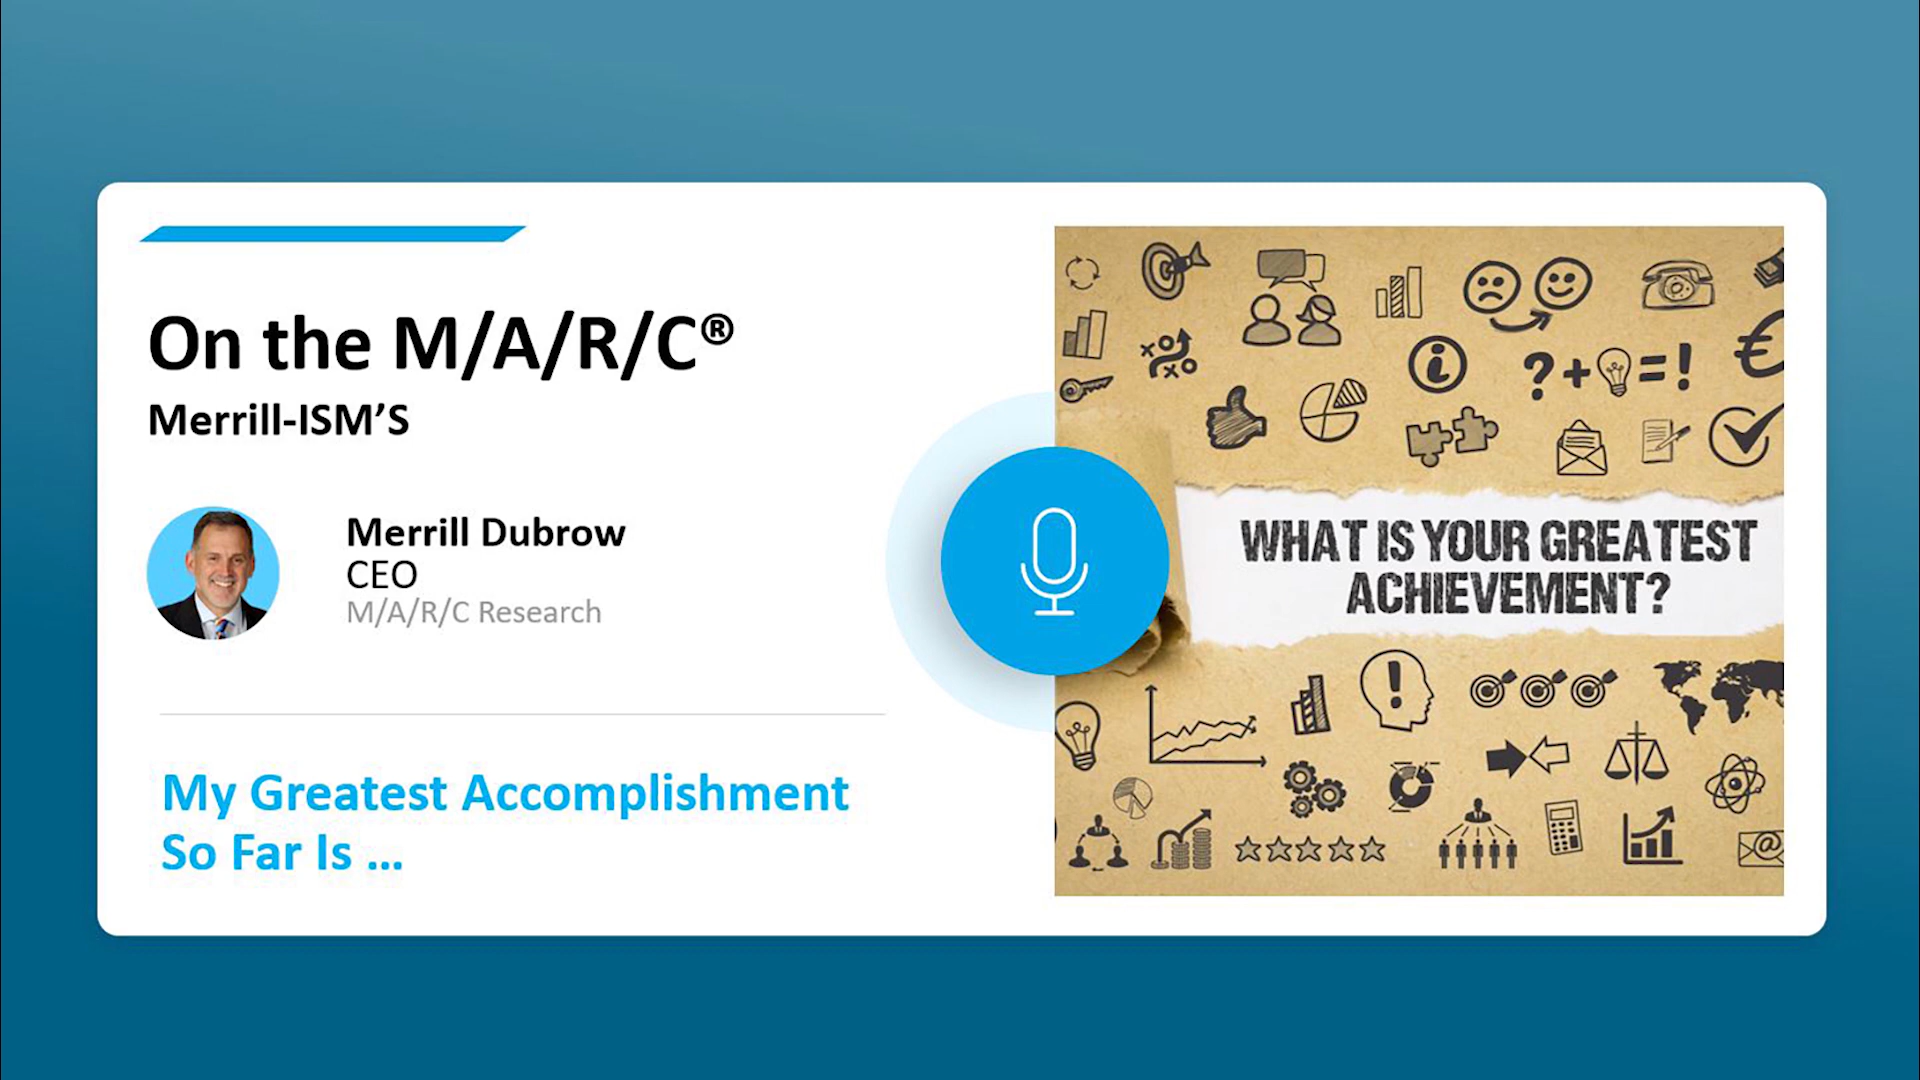 On the M/A/R/C®
Merrill-ISM’S
Merrill Dubrow
CEO
M/A/R/C Research
My Greatest Accomplishment
So Far Is ...
? + = !
WHAT IS YOUR GREATEST
ACHIEVEMENT?